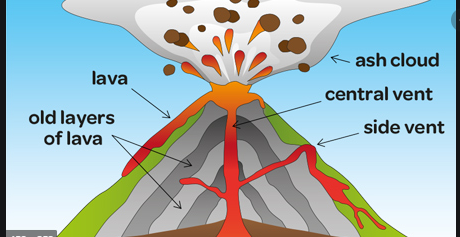 ash cloud
lava
central vent
old layers
of lava
side vent